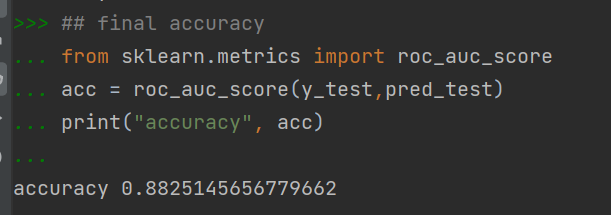 >>> ## final accuracy
... from sklearn.metrics import roc_auc_score
... acc = roc_auc_score(y_test,pred_test)
... print("accuracy", acc)
...
accuracy 0.8825145656779662